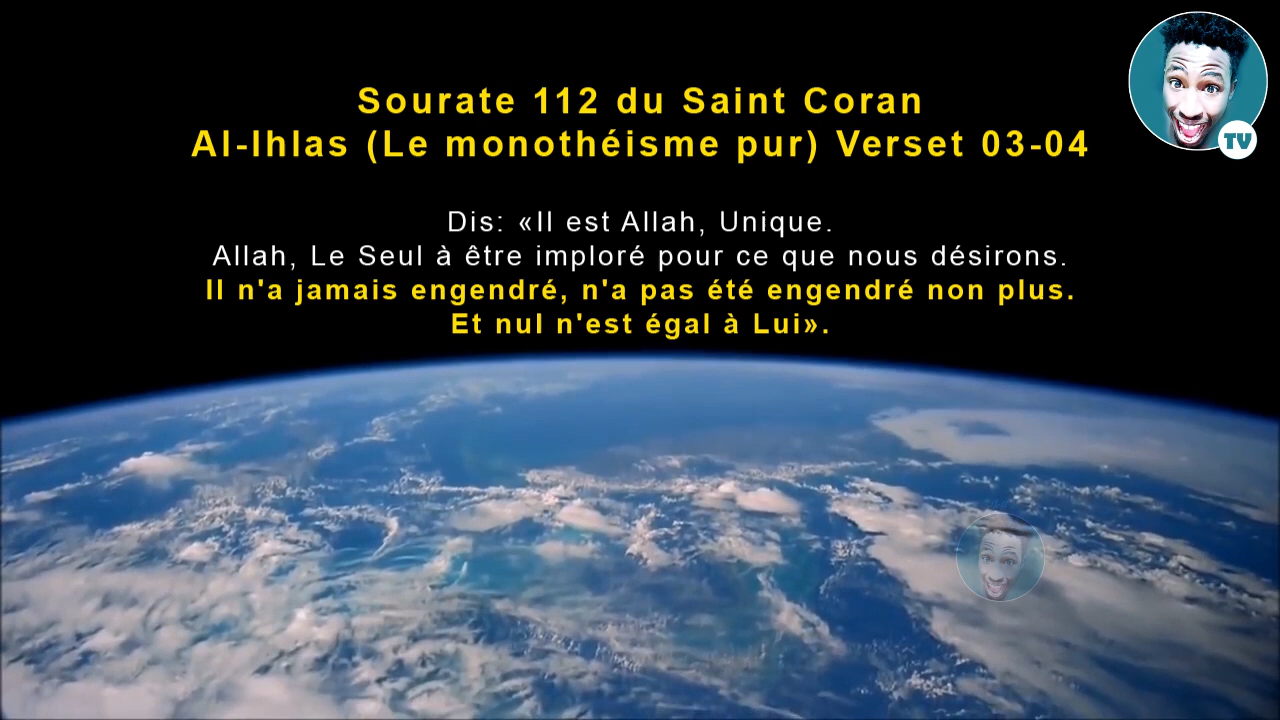 Sourate 112 du Saint Coran
Al-Ihlas (Le monothéisme pur) Verset 03-04
Dis: «Il est Allah, Unique.
Allah, Le Seul à être imploré pour ce que nous désirons.
Il n'a jamais engendré, n'a pas été engendré non plus.
Et nul n'est égal à Lui».
TV